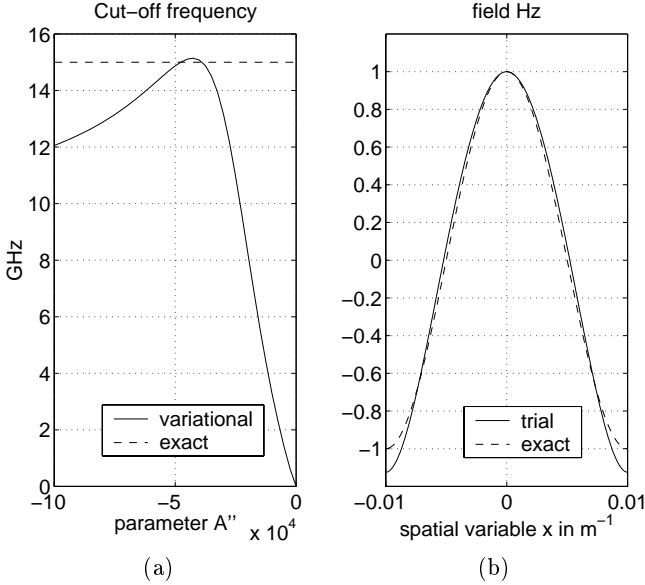 Cut−off frequency
16
14
12
10
8
6
4
2
0
GHz
variational
exact
−10
−5
0
parameter A''
x 10^4
(a)
field Hz
1
0.8
0.6
0.4
0.2
0
−0.2
−0.4
−0.6
−0.8
−1
trial
exact
−0.01
0
0.01
spatial variable x in m^−1
(b)